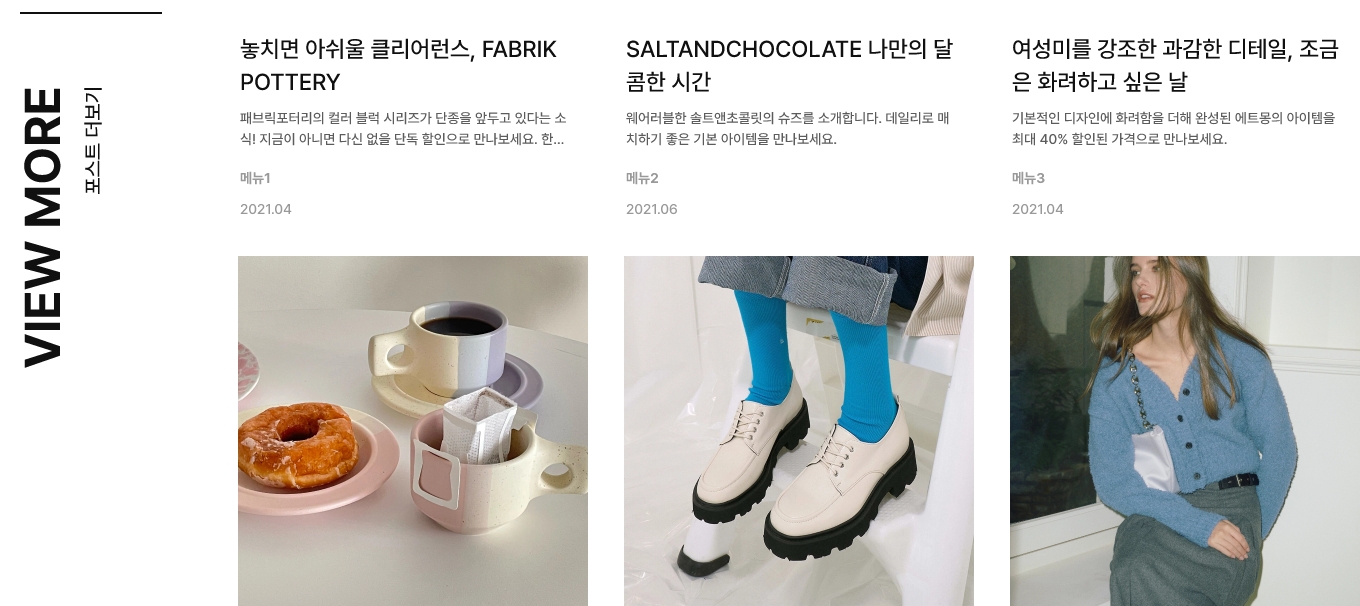 VIEW MORE
포스트 더보기
놓치면 아쉬울 클리어런스, FABRIK
POTTERY
패브릭포터리의 컬러 블럭 시리즈가 단종을 앞두고 있다는 소
식! 지금이 아니면 다신 없을 단독 할인으로 만나보세요. 한...
메뉴1
2021.04
SALTANDCHOCOLATE 나만의 달
콤한 시간
웨어러블한 솔트앤초콜릿의 슈즈를 소개합니다. 데일리로 매
치하기 좋은 기본 아이템을 만나보세요.
메뉴2
2021.06
여성미를 강조한 과감한 디테일, 조금
은 화려하고 싶은 날
기본적인 디자인에 화려함을 더해 완성된 에트몽의 아이템을
최대 40% 할인된 가격으로 만나보세요.
메뉴3
2021.04